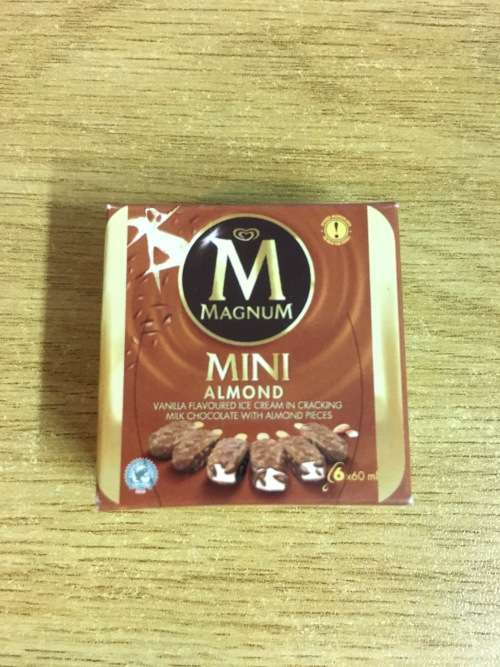 M
MAGNUM
MINI
ALMOND
VANILLA FLAVOURED ICE CREAM IN CRACKING
MILK CHOCOLATE WITH ALMOND PIECES
6x60 ml